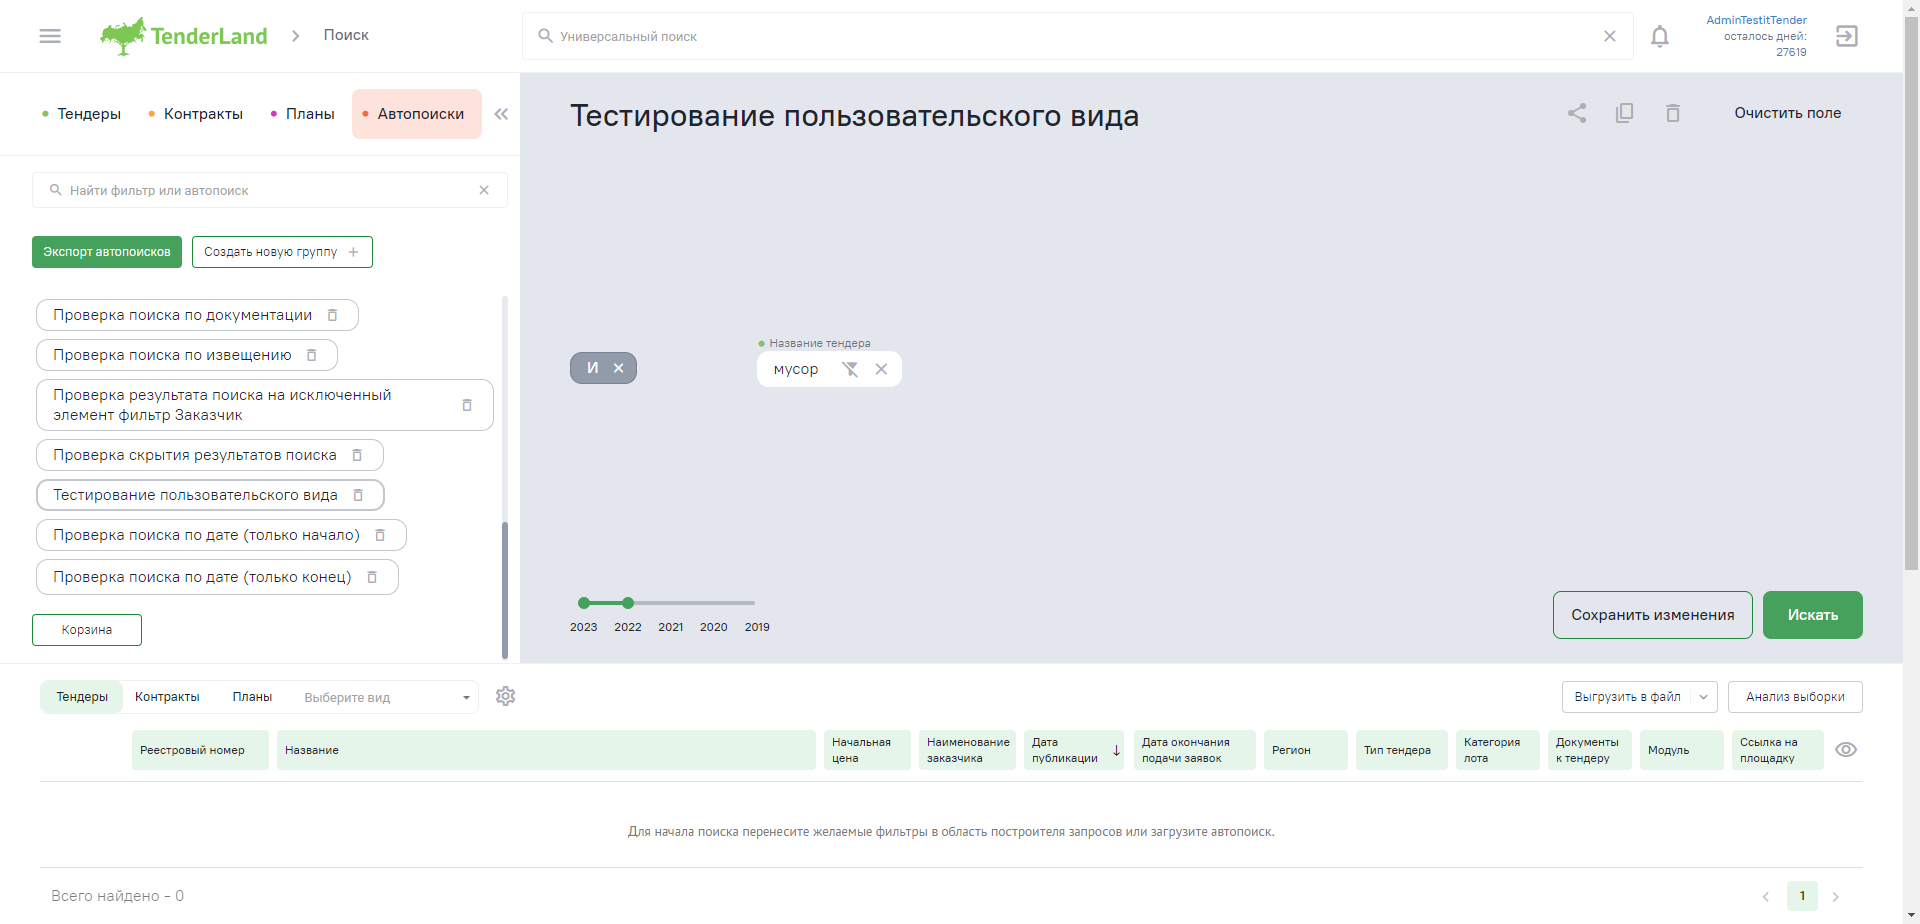 TenderLand
Поиск
Универсальный поиск
AdminTestitTender
осталось дней:
27619
Тендеры
Контракты
Планы
Автопоиски
Найти фильтр или автопоиск
Экспорт автопоисков
Создать новую группу
Проверка поиска по документации
Проверка поиска по извещению
Проверка результата поиска на исключенный
элемент фильтр Заказчик
Проверка скрытия результатов поиска
Тестирование пользовательского вида
Проверка поиска по дате (только начало)
Проверка поиска по дате (только конец)
Корзина
Тестирование пользовательского вида
Очистить поле
И
Название тендера
мусор
2023 2022 2021 2020 2019
Сохранить изменения
Искать
Тендеры
Контракты
Планы
Выберите вид
Выгрузить в файл
Анализ выборки
Реестровый номер
Название
Начальная
цена
Наименование
заказчика
Дата
публикации
Дата окончания
подачи заявок
Регион
Тип тендера
Категория
лота
Документы
к тендеру
Модуль
Ссылка на
площадку
Для начала поиска перенесите желаемые фильтры в область построителя запросов или загрузите автопоиск.
Всего найдено - 0
1